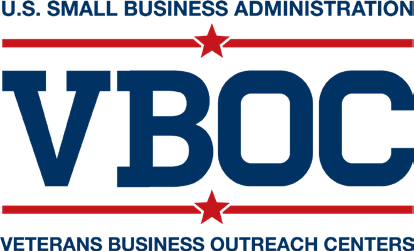 U.S. SMALL BUSINESS ADMINISTRATION
VBOC
VETERANS BUSINESS OUTREACH CENTERS